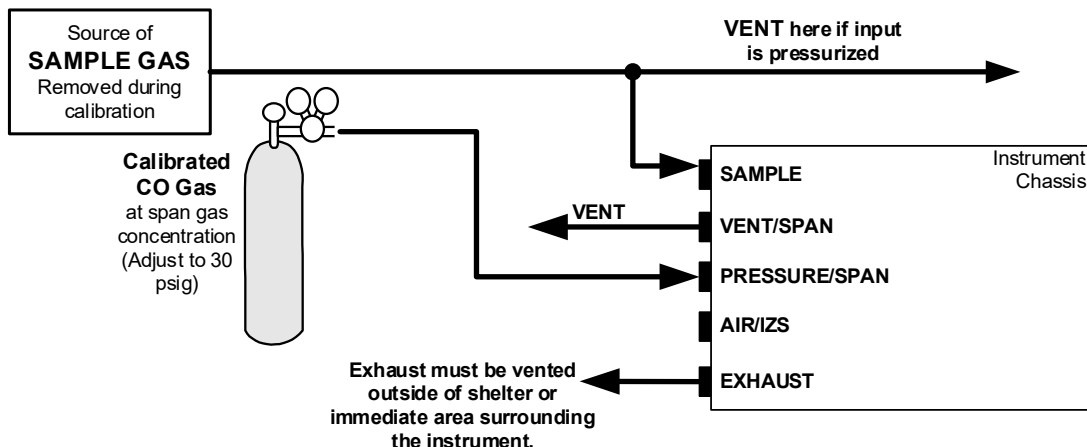 Source of
SAMPLE GAS
Removed during
calibration
VENT here if input
is pressurized
Calibrated
CO Gas
at span gas
concentration
(Adjust to 30
psig)
Instrument
Chassis
SAMPLE
VENT
VENT/SPAN
PRESSURE/SPAN
AIR/IZS
EXHAUST
Exhaust must be vented
outside of shelter or
immediate area surrounding
the instrument.